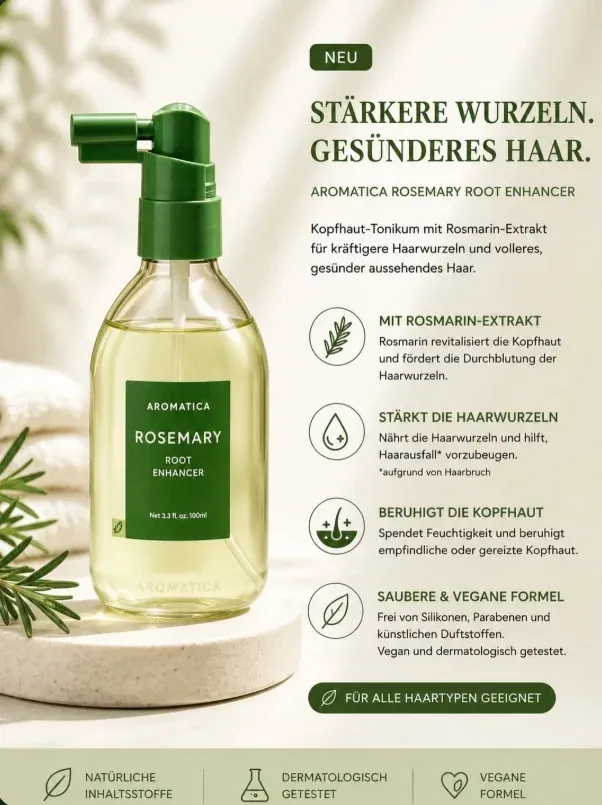 NEU
STÄRKERE WURZELN.
GESÜNDERES HAAR.
AROMATICA ROSEMARY ROOT ENHANCER
Kopfhaut-Tonikum mit Rosmarin-Extrakt
für kräftigere Haarwurzeln und volleres,
gesünder aussehendes Haar.
MIT ROSMARIN-EXTRAKT
Rosmarin revitalisiert die Kopfhaut
und fördert die Durchblutung der
Haarwurzeln.
STÄRKT DIE HAARWURZELN
Nährt die Haarwurzeln und hilft,
Haarausfall* vorzubeugen.
*aufgrund von Haarbruch
BERUHIGT DIE KOPFHAUT
Spendet Feuchtigkeit und beruhigt
empfindliche oder gereizte Kopfhaut.
SAUBERE & VEGANE FORMEL
Frei von Silikonen, Parabenen und
künstlichen Duftstoffen.
Vegan und dermatologisch getestet.
FÜR ALLE HAARTYPEN GEEIGNET
AROMATICA
ROSEMARY
ROOT
ENHANCER
Net 3.3 fl. oz. 100ml
AROMATICA
NATÜRLICHE
INHALTSSTOFFE
DERMATOLOGISCH
GETESTET
VEGANE
FORMEL